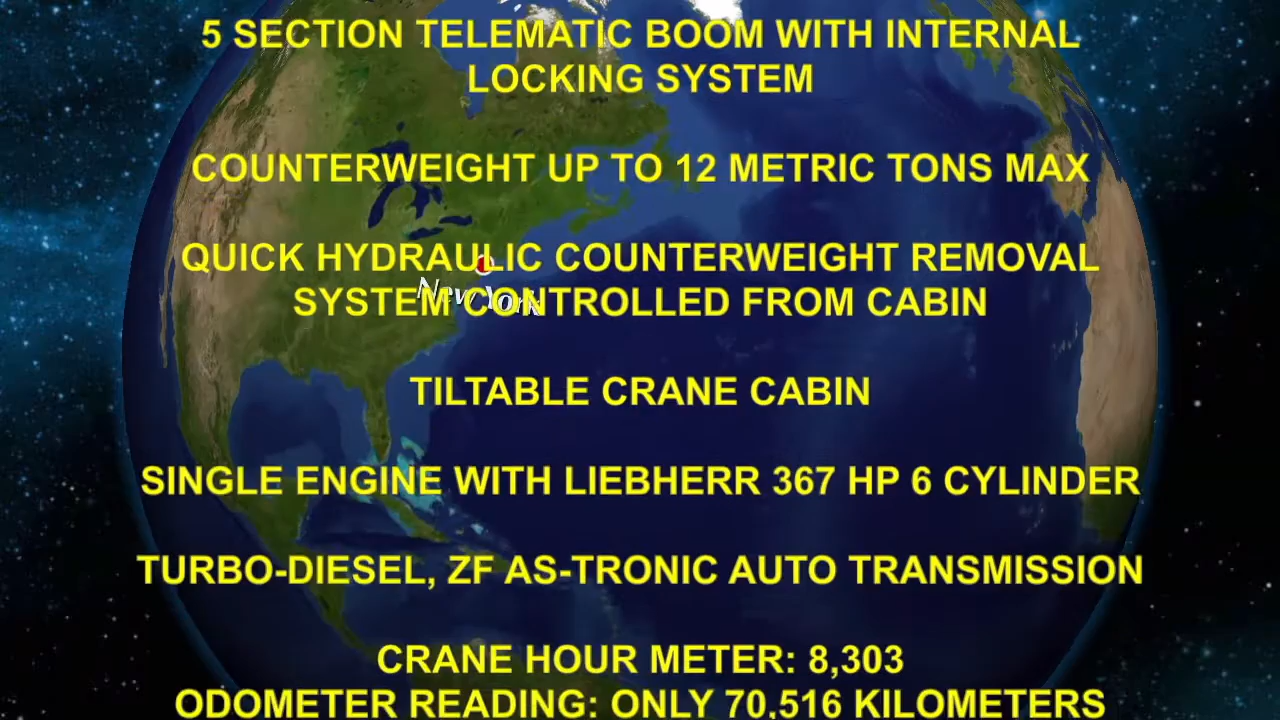 5 SECTION TELEMATIC BOOM WITH INTERNAL
LOCKING SYSTEM
COUNTERWEIGHT UP TO 12 METRIC TONS MAX
QUICK HYDRAULIC COUNTERWEIGHT REMOVAL
New York
SYSTEM CONTROLLED FROM CABIN
TILTABLE CRANE CABIN
SINGLE ENGINE WITH LIEBHERR 367 HP 6 CYLINDER
TURBO-DIESEL, ZF AS-TRONIC AUTO TRANSMISSION
CRANE HOUR METER: 8,303
ODOMETER READING: ONLY 70,516 KILOMETERS